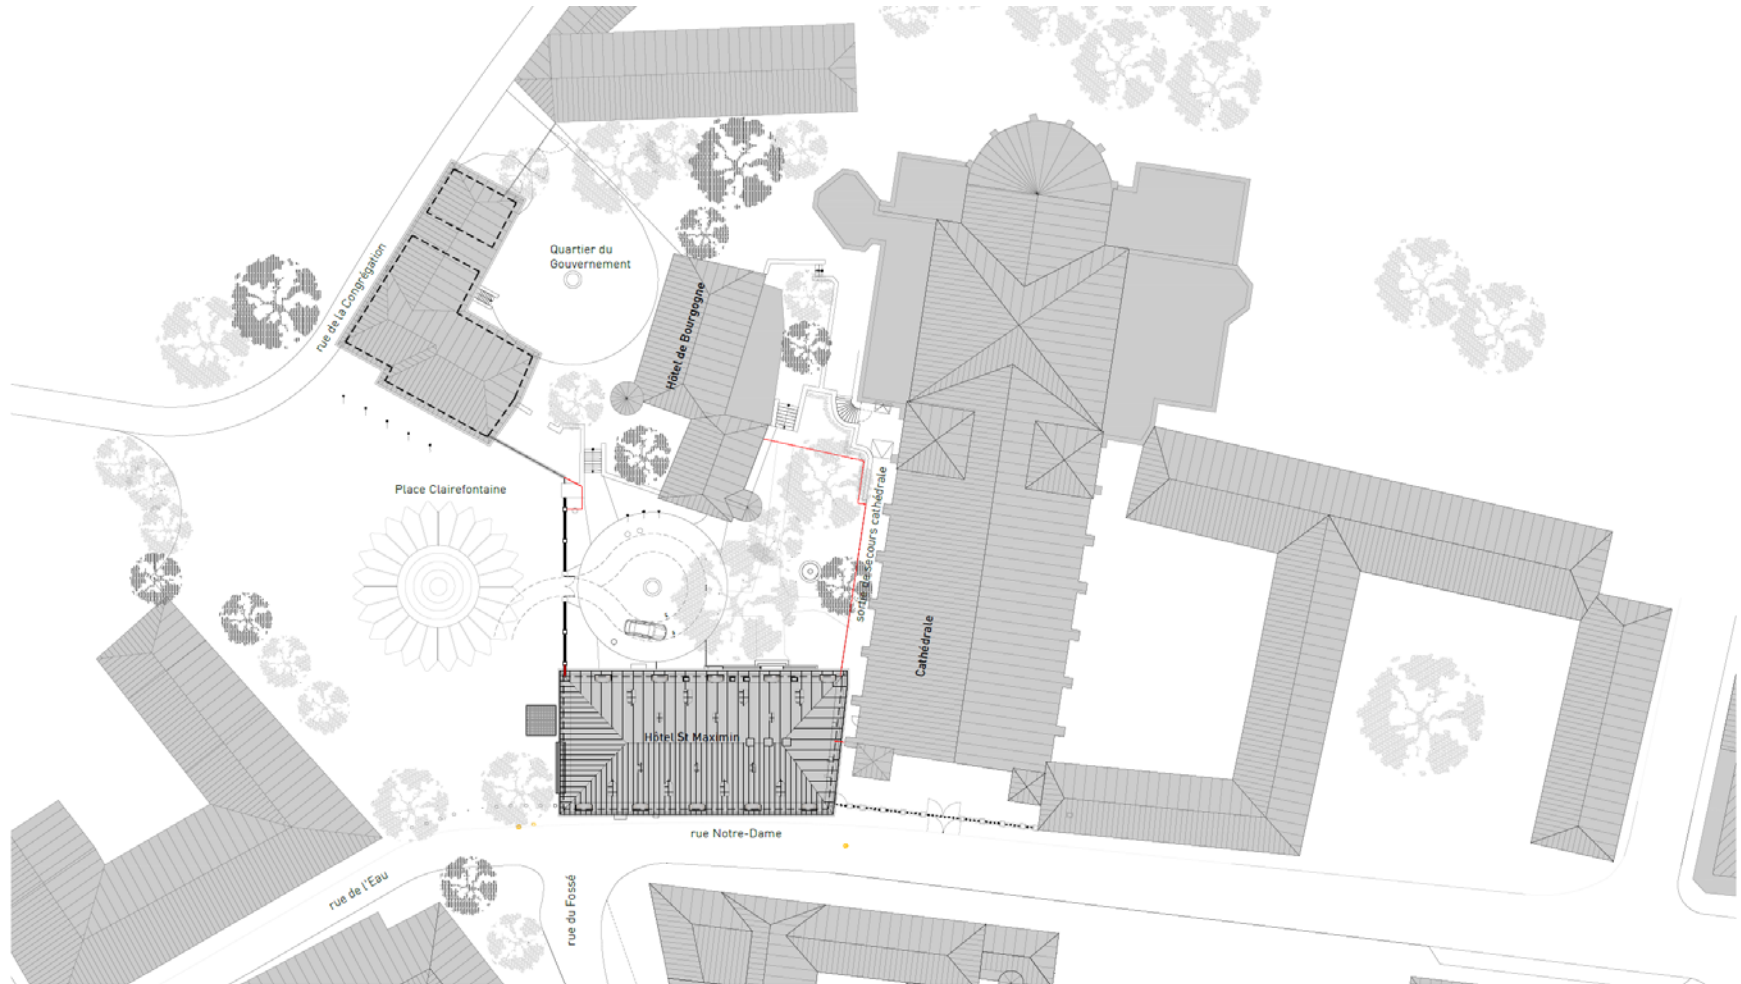 Quartier du
Gouvernement
rue de la Congrégation
Hôtel de Bourgogne
Place Clairefontaine
sortie de secours cathédrale
Cathédrale
Hôtel St Maximin
rue Notre-Dame
rue de l'Eau
rue du Fossé